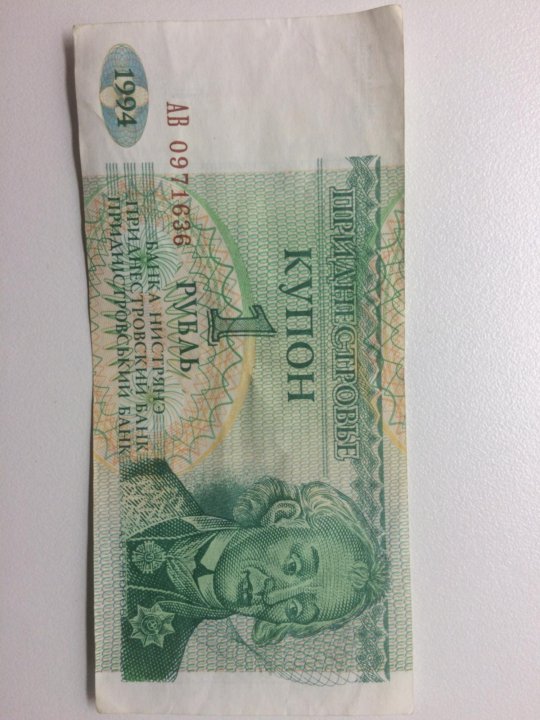 ПРИДНЕСТРОВЬЕ
КУПОН
1
РУБЛЬ
АВ 0971636
БАНКА НИСТРЯНЭ
ПРИДНЕСТРОВСКИЙ БАНК
ПРИДНІСТРОВСЬКИЙ БАНК
1994